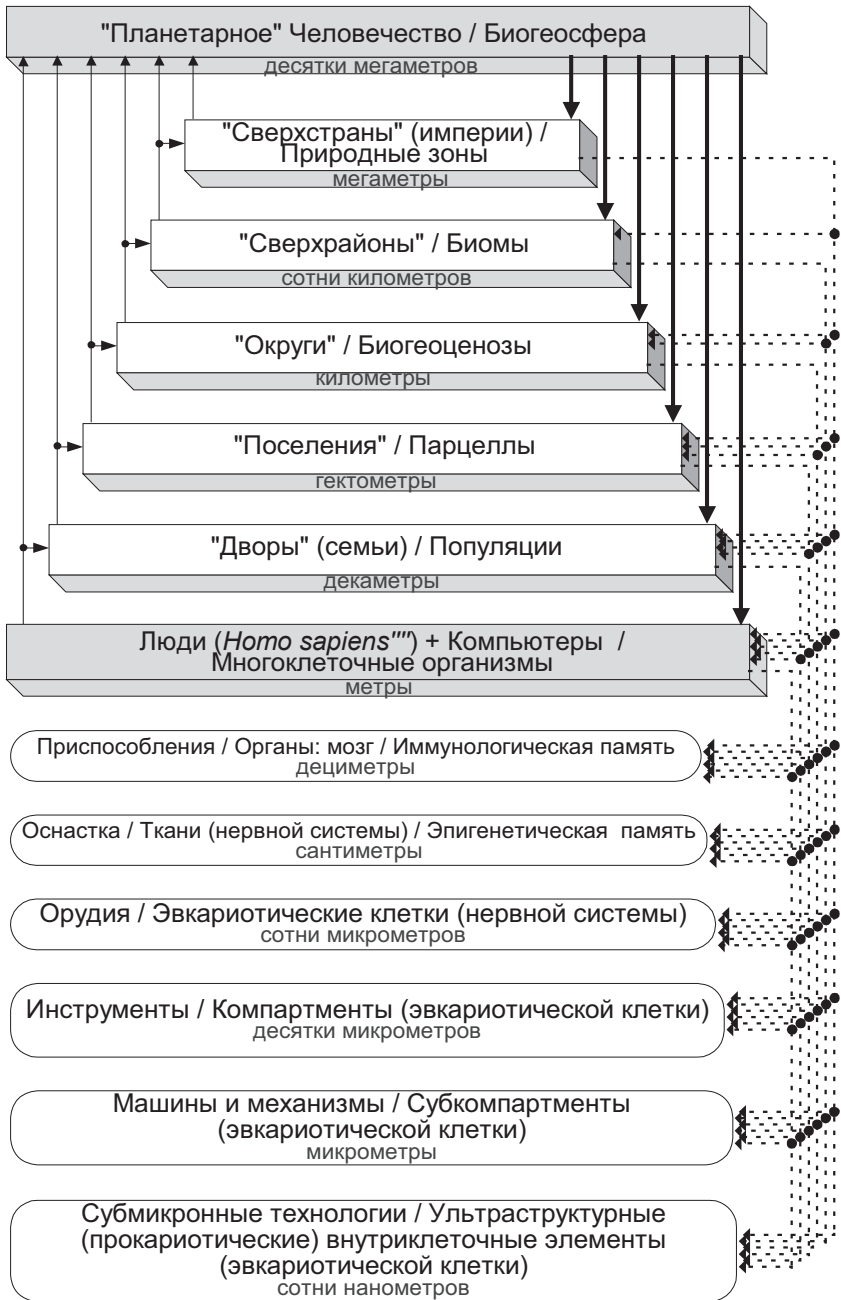 "Планетарное" Человечество / Биогеосфера
десятки мегаметров
"Сверхстраны" (империи) /
Природные зоны
мегаметры
"Сверхрайоны" / Биомы
сотни километров
"Округи" / Биогеоценозы
километры
"Поселения" / Парцеллы
гектометры
"Дворы" (семьи) / Популяции
декаметры
Люди (Homo sapiens"") + Компьютеры /
Многоклеточные организмы
метры
Приспособления / Органы: мозг / Иммунологическая память
дециметры
Оснастка / Ткани (нервной системы) / Эпигенетическая память
сантиметры
Орудия / Эвкариотические клетки (нервной системы)
сотни микрометров
Инструменты / Компартменты (эвкариотической клетки)
десятки микрометров
Машины и механизмы / Субкомпартменты
(эвкариотической клетки)
микрометры
Субмикронные технологии / Ультраструктурные
(прокариотические) внутриклеточные элементы
(эвкариотической клетки)
сотни нанометров